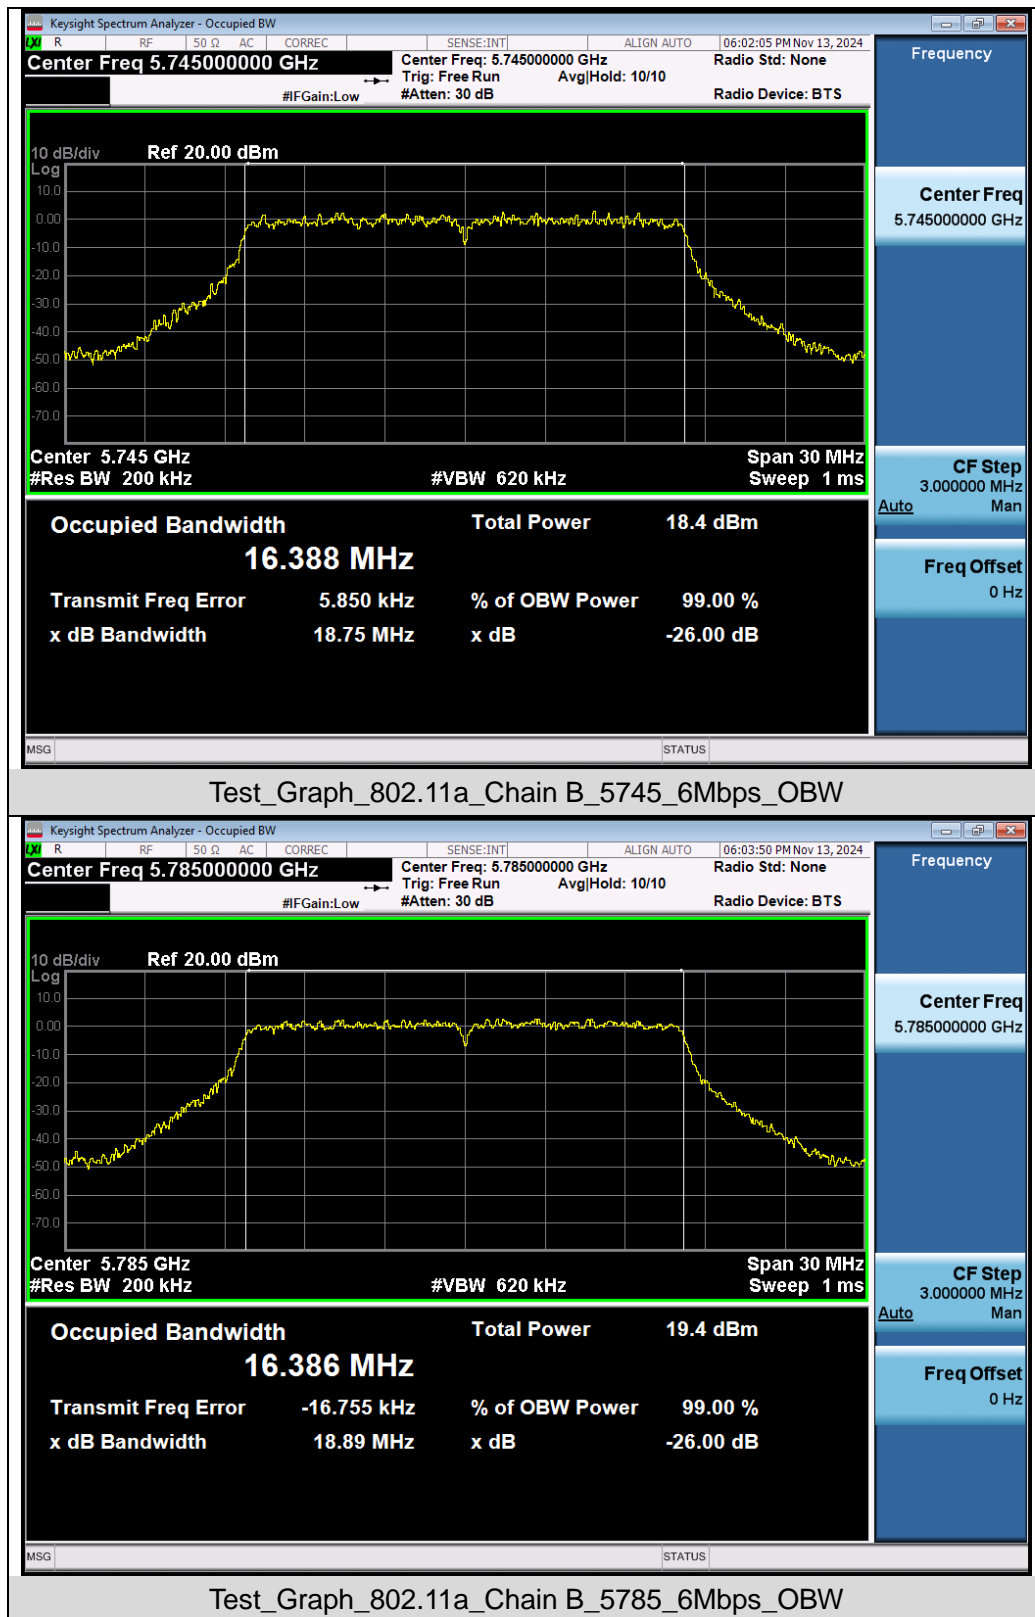 Keysight Spectrum Analyzer - Occupied BW
LXI R RF 50 Ω AC CORREC SENSE:INT ALIGN AUTO 06:02:05 PM Nov 13, 2024
Center Freq 5.745000000 GHz
Center Freq: 5.745000000 GHz Radio Std: None
Trig: Free Run Avg|Hold: 10/10
#IFGain:Low #Atten: 30 dB Radio Device: BTS
Frequency
10 dB/div Ref 20.00 dBm
Log
10.0
0.00
-10.0
-20.0
-30.0
-40.0
-50.0
-60.0
-70.0
Center 5.745 GHz Span 30 MHz
#Res BW 200 kHz #VBW 620 kHz Sweep 1 ms
Center Freq
5.745000000 GHz
CF Step
3.000000 MHz
Auto Man
Freq Offset
0 Hz
Occupied Bandwidth Total Power 18.4 dBm
16.388 MHz
Transmit Freq Error 5.850 kHz % of OBW Power 99.00 %
x dB Bandwidth 18.75 MHz x dB -26.00 dB
MSG STATUS
Test_Graph_802.11a_Chain B_5745_6Mbps_OBW
Keysight Spectrum Analyzer - Occupied BW
LXI R RF 50 Ω AC CORREC SENSE:INT ALIGN AUTO 06:03:50 PM Nov 13, 2024
Center Freq 5.785000000 GHz
Center Freq: 5.785000000 GHz Radio Std: None
Trig: Free Run Avg|Hold: 10/10
#IFGain:Low #Atten: 30 dB Radio Device: BTS
Frequency
10 dB/div Ref 20.00 dBm
Log
10.0
0.00
-10.0
-20.0
-30.0
-40.0
-50.0
-60.0
-70.0
Center 5.785 GHz Span 30 MHz
#Res BW 200 kHz #VBW 620 kHz Sweep 1 ms
Center Freq
5.785000000 GHz
CF Step
3.000000 MHz
Auto Man
Freq Offset
0 Hz
Occupied Bandwidth Total Power 19.4 dBm
16.386 MHz
Transmit Freq Error -16.755 kHz % of OBW Power 99.00 %
x dB Bandwidth 18.89 MHz x dB -26.00 dB
MSG STATUS
Test_Graph_802.11a_Chain B_5785_6Mbps_OBW